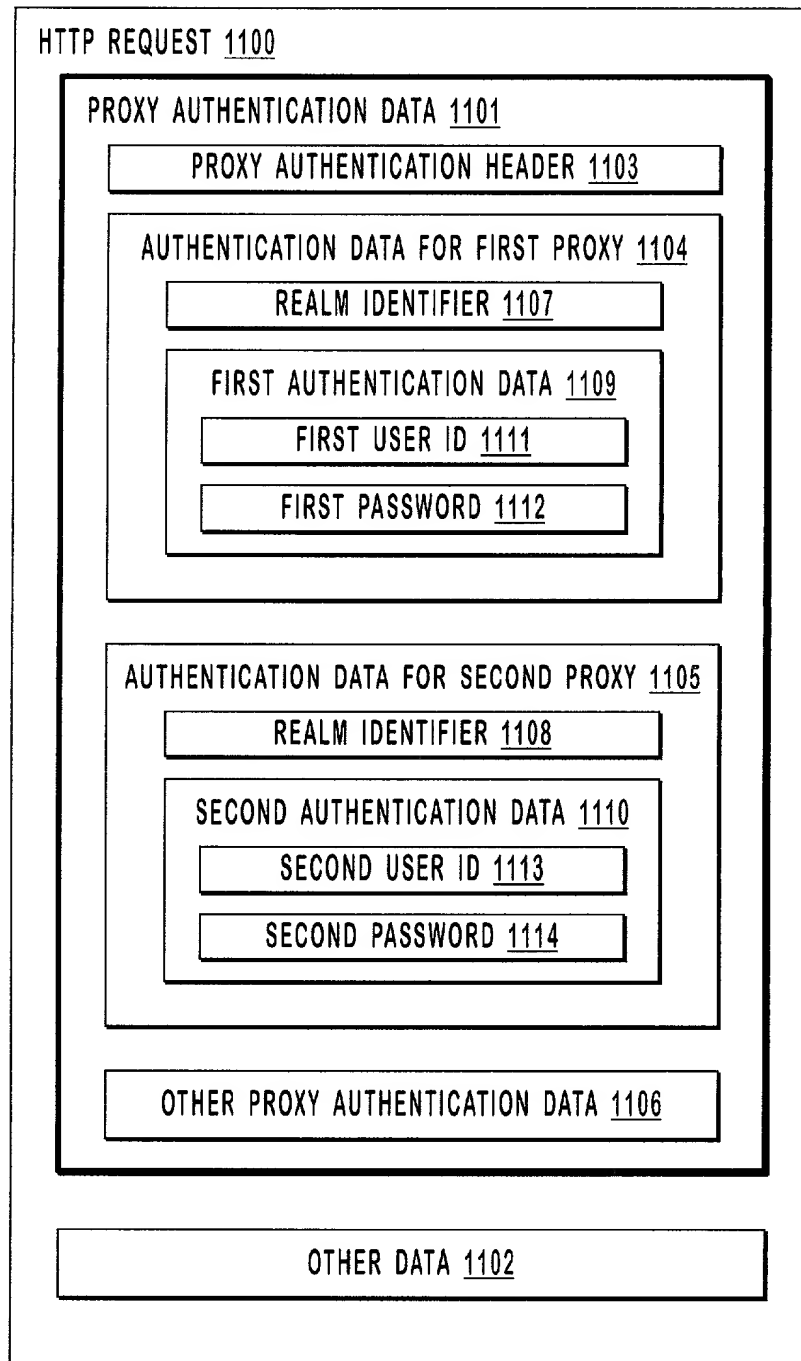 HTTP REQUEST 1100
PROXY AUTHENTICATION DATA 1101
PROXY AUTHENTICATION HEADER 1103
AUTHENTICATION DATA FOR FIRST PROXY 1104
REALM IDENTIFIER 1107
FIRST AUTHENTICATION DATA 1109
FIRST USER ID 1111
FIRST PASSWORD 1112
AUTHENTICATION DATA FOR SECOND PROXY 1105
REALM IDENTIFIER 1108
SECOND AUTHENTICATION DATA 1110
SECOND USER ID 1113
SECOND PASSWORD 1114
OTHER PROXY AUTHENTICATION DATA 1106
OTHER DATA 1102